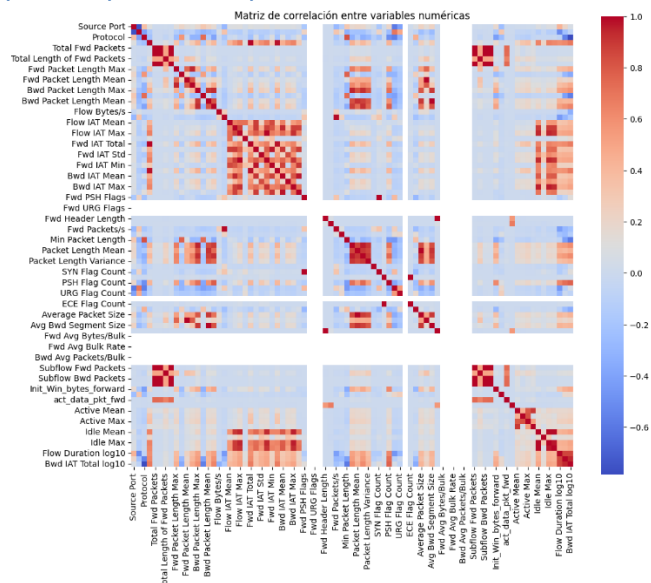 Matriz de correlación entre variables numéricas
Source Port
Protocol
Total Fwd Packets
Total Length of Fwd Packets
Fwd Packet Length Max
Fwd Packet Length Mean
Bwd Packet Length Max
Bwd Packet Length Mean
Flow Bytes/s
Flow IAT Mean
Flow IAT Max
Fwd IAT Total
Fwd IAT Std
Fwd IAT Min
Bwd IAT Mean
Bwd IAT Max
Fwd PSH Flags
Fwd URG Flags
Fwd Header Length
Fwd Packets/s
Min Packet Length
Packet Length Mean
Packet Length Variance
SYN Flag Count
PSH Flag Count
URG Flag Count
ECE Flag Count
Average Packet Size
Avg Bwd Segment Size
Fwd Avg Bytes/Bulk
Fwd Avg Bulk Rate
Bwd Avg Packets/Bulk
Subflow Fwd Packets
Subflow Bwd Packets
Init_Win_bytes_forward
act_data_pkt_fwd
Active Mean
Active Max
Idle Mean
Idle Max
Flow Duration log10
Bwd IAT Total log10
Source Port
Protocol
Total Fwd Packets
otal Length of Fwd Packets
Fwd Packet Length Max
Fwd Packet Length Mean
Bwd Packet Length Max
Bwd Packet Length Mean
Flow Bytes/s
Flow IAT Mean
Flow IAT Max
Fwd IAT Total
Fwd IAT Std
Fwd IAT Min
Bwd IAT Mean
Bwd IAT Max
Fwd PSH Flags
Fwd URG Flags
Fwd Header Length
Fwd Packets/s
Min Packet Length
Packet Length Mean
Packet Length Variance
SYN Flag Count
PSH Flag Count
URG Flag Count
ECE Flag Count
Average Packet Size
Avg Bwd Segment Size
Fwd Avg Bytes/Bulk
Fwd Avg Bulk Rate
Bwd Avg Packets/Bulk
Subflow Fwd Packets
Subflow Bwd Packets
Init_Win_bytes_forward
act_data_pkt_fwd
Active Mean
Active Max
Idle Mean
Idle Max
Flow Duration log10
Bwd IAT Total log10
1.0
0.8
0.6
0.4
0.2
0.0
−0.2
−0.4
−0.6